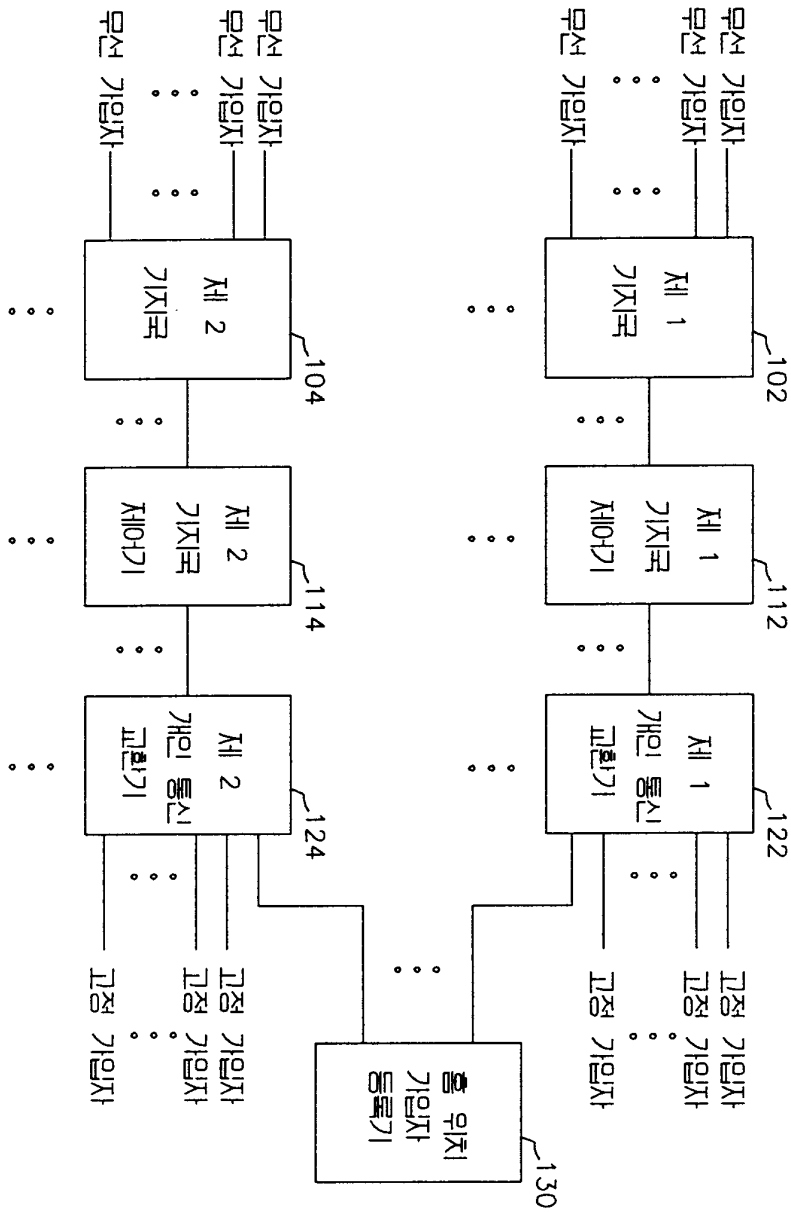 무선 가입자
무선 가입자
무선 가입자
102
제 1
기지국
112
제 1
기지국
제어기
122
제 1
개인 통신
교환기
고정 가입자
고정 가입자
고정 가입자
130
홈 위치
가입자
등록기
무선 가입자
무선 가입자
무선 가입자
104
제 2
기지국
114
제 2
기지국
제어기
124
제 2
개인 통신
교환기
고정 가입자
고정 가입자
고정 가입자